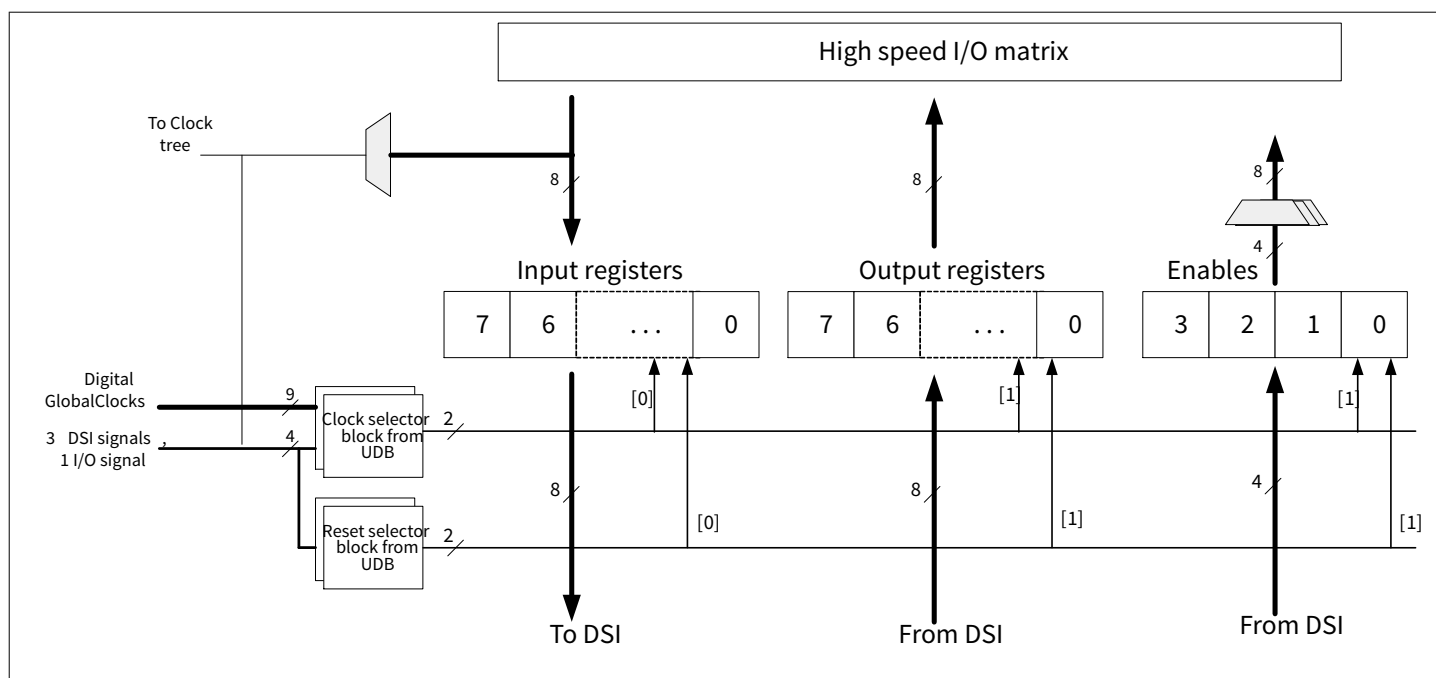 High speed I/O matrix
To Clock
tree
8
8
8
4
Input registers
Output registers
Enables
7 6 ... 0
7 6 ... 0
3 2 1 0
Digital
GlobalClocks
9
[0]
[1]
[1]
3 DSI signals ,
1 I/O signal
4
Clock selector
block from
UDB
2
8
8
4
Reset selector
block from
UDB
2
[0]
[1]
[1]
To DSI
From DSI
From DSI